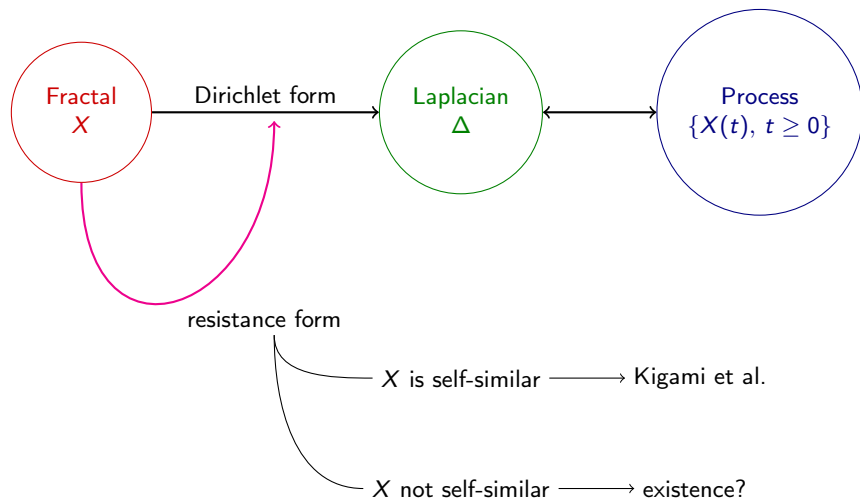 Fractal
X
Dirichlet form
Laplacian
Δ
Process
{X(t), t ≥ 0}
resistance form
X is self-similar
Kigami et al.
X not self-similar
existence?